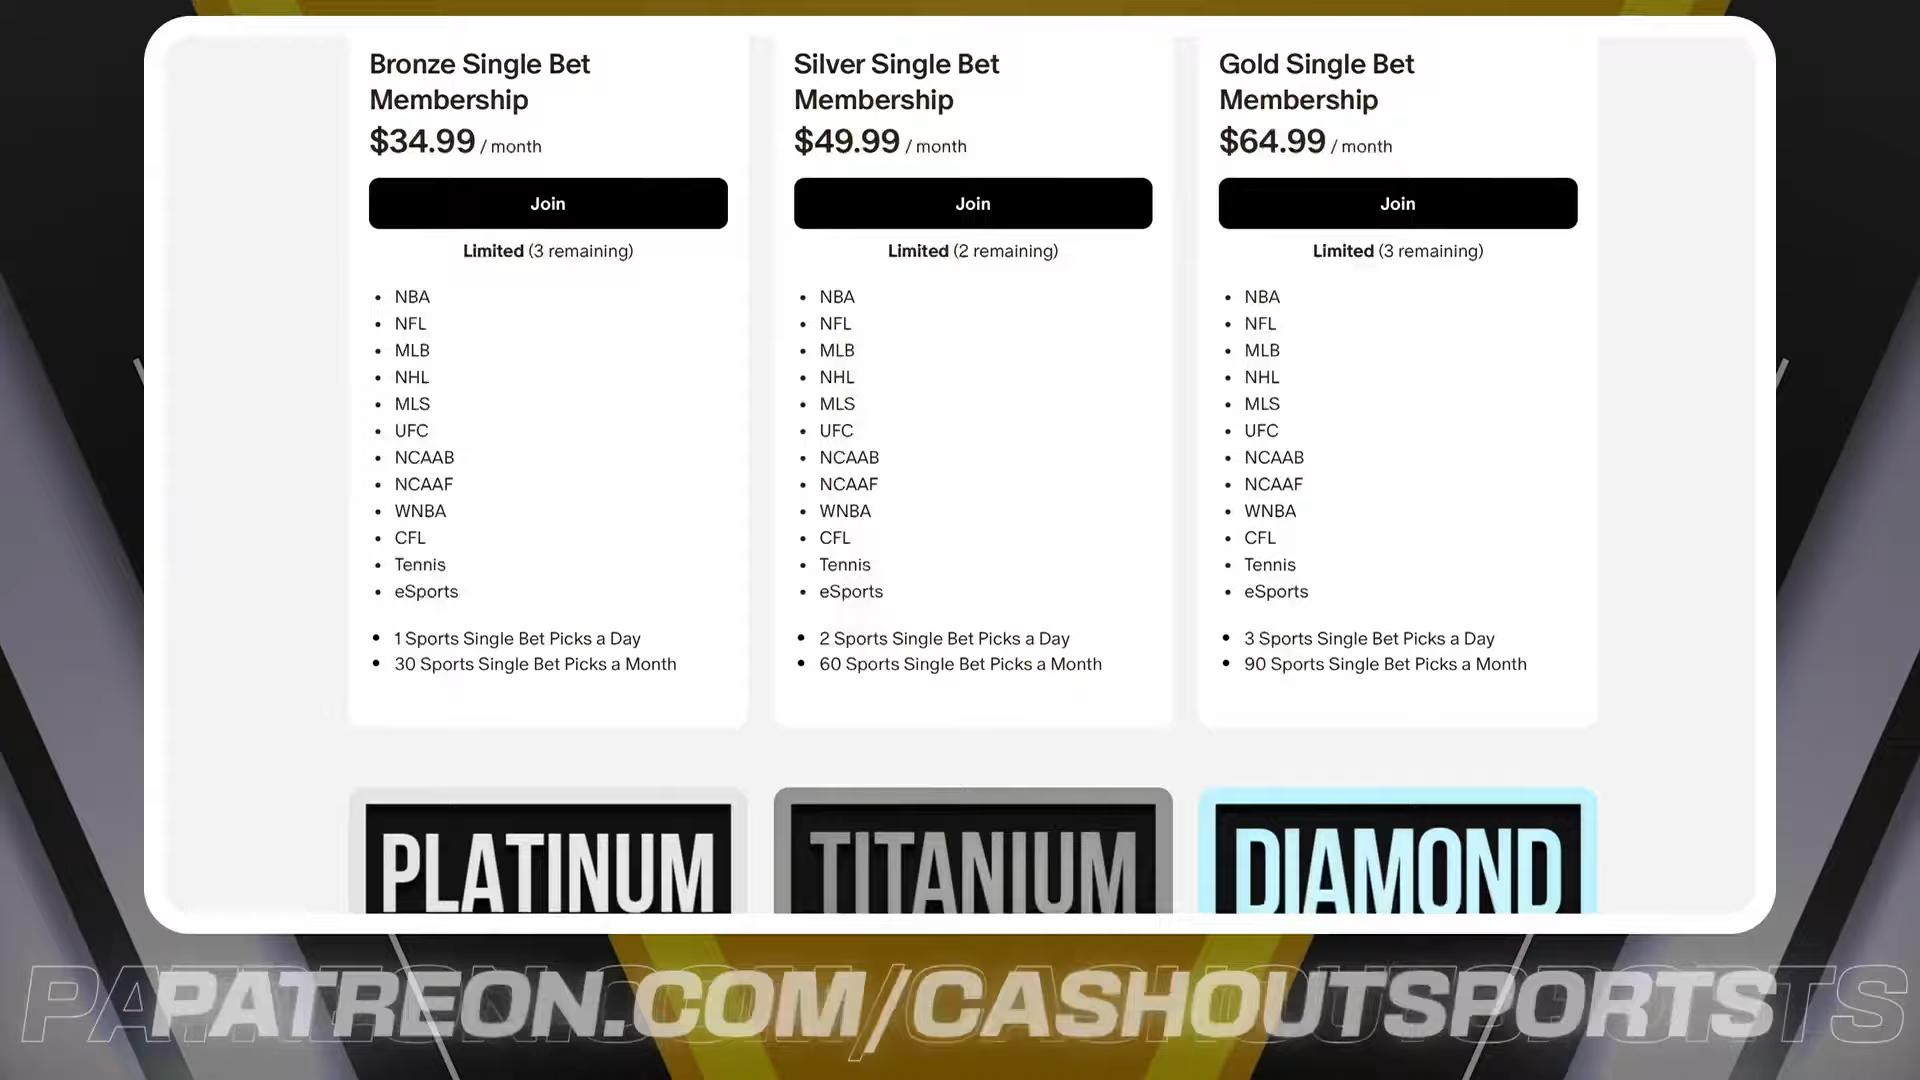 Bronze Single Bet
Membership
$34.99 / month
Join
Limited (3 remaining)
• NBA
• NFL
• MLB
• NHL
• MLS
• UFC
• NCAAB
• NCAAF
• WNBA
• CFL
• Tennis
• eSports
• 1 Sports Single Bet Picks a Day
• 30 Sports Single Bet Picks a Month
Silver Single Bet
Membership
$49.99 / month
Join
Limited (2 remaining)
• NBA
• NFL
• MLB
• NHL
• MLS
• UFC
• NCAAB
• NCAAF
• WNBA
• CFL
• Tennis
• eSports
• 2 Sports Single Bet Picks a Day
• 60 Sports Single Bet Picks a Month
Gold Single Bet
Membership
$64.99 / month
Join
Limited (3 remaining)
• NBA
• NFL
• MLB
• NHL
• MLS
• UFC
• NCAAB
• NCAAF
• WNBA
• CFL
• Tennis
• eSports
• 3 Sports Single Bet Picks a Day
• 90 Sports Single Bet Picks a Month
PLATINUM
TITANIUM
DIAMOND
PATREON.COM/CASHOUTSPORTS